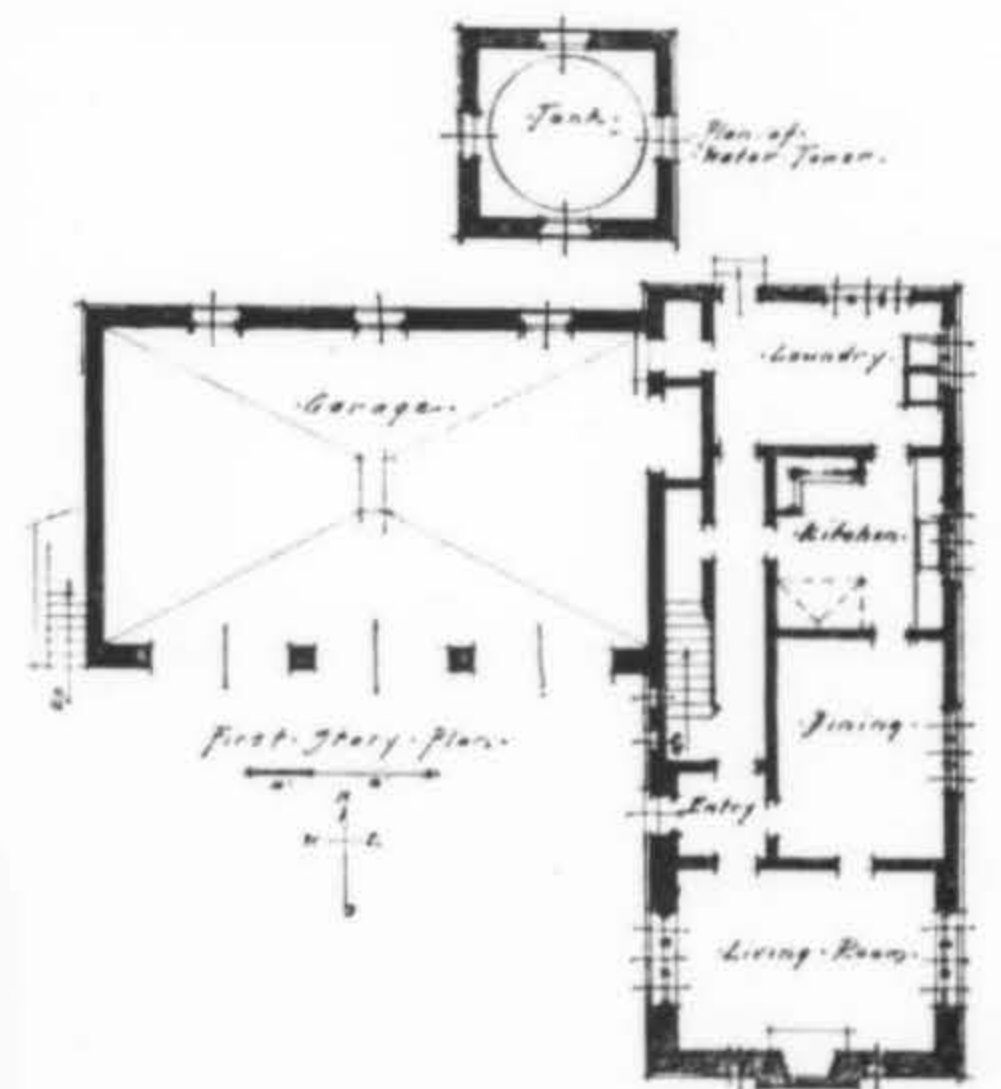 ·Tank·
·Plan of·
·Water Tower·
·Laundry·
·Garage·
·Kitchen·
·Dining·
·First·Story·Plan·
N
W E
S
Entry
·Living·Room·